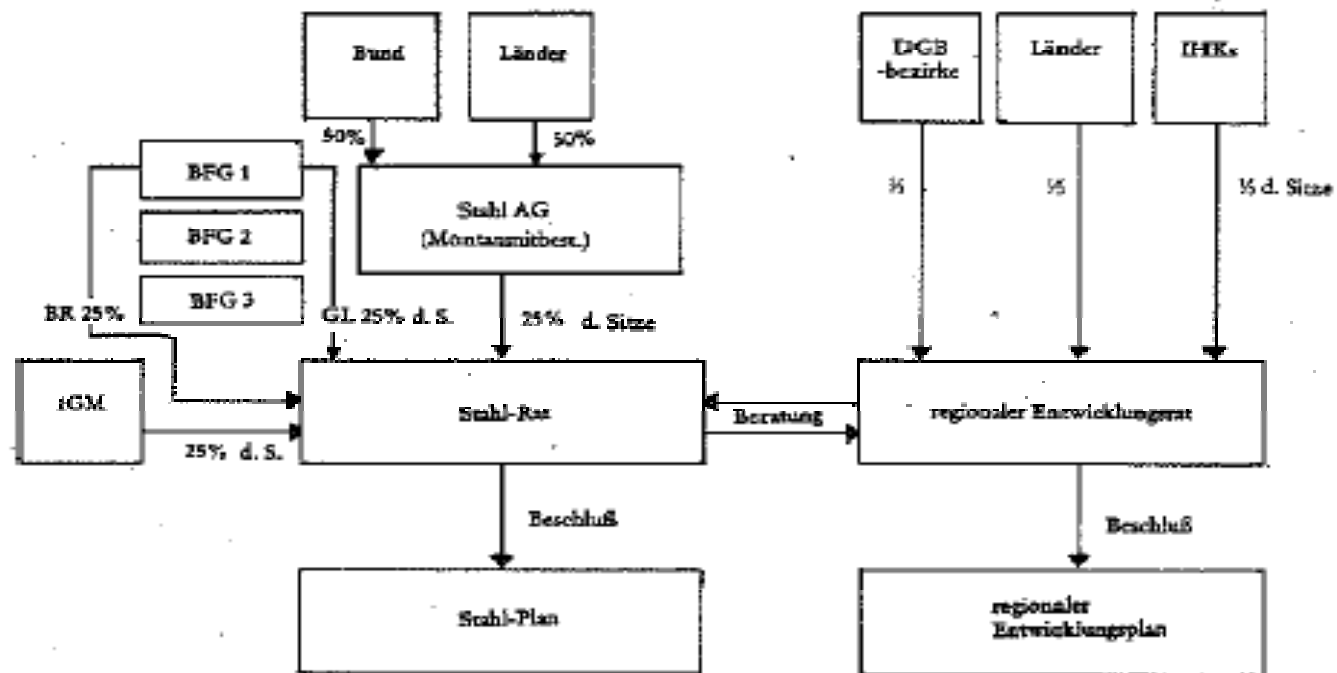 Bund
Länder
DGB
-bezirke
Länder
IHKs
50%
50%
BFG 1
BFG 2
BFG 3
Stahl AG
(Montanmitbest.)
⅓
⅓
⅓ d. Sitze
BR 25%
GL 25% d. S.
25% d. Sitze
IGM
25% d. S.
Stahl-Rat
Beratung
regionaler Entwicklungsrat
Beschluß
Beschluß
Stahl-Plan
regionaler
Entwicklungsplan